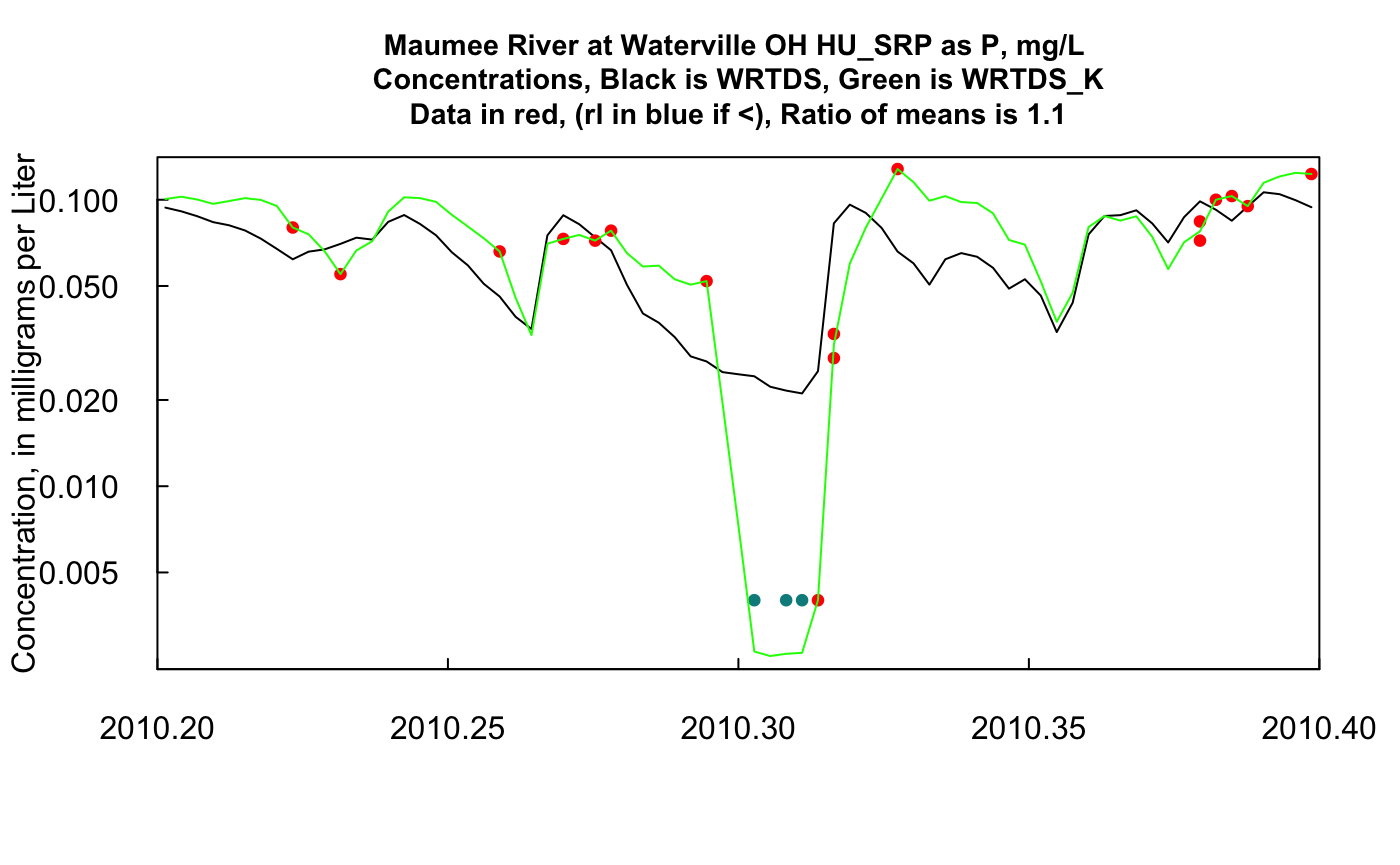 Maumee River at Waterville OH HU_SRP as P, mg/L
Concentrations, Black is WRTDS, Green is WRTDS_K
Data in red, (rl in blue if <), Ratio of means is 1.1
Concentration, in milligrams per Liter
0.100
0.050
0.020
0.010
0.005
2010.20 2010.25 2010.30 2010.35 2010.40